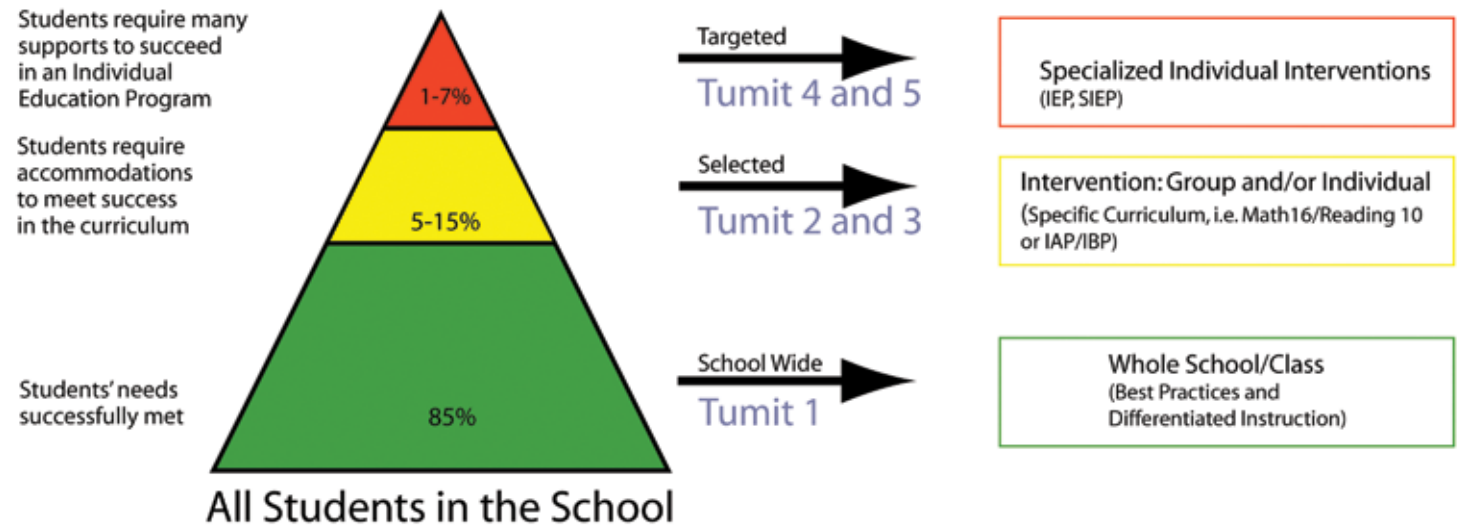 Students require many
supports to succeed
in an Individual
Education Program
1-7%
Targeted
Tumit 4 and 5
Specialized Individual Interventions
(IEP, SIEP)
Students require
accommodations
to meet success
in the curriculum
5-15%
Selected
Tumit 2 and 3
Intervention: Group and/or Individual
(Specific Curriculum, i.e. Math16/Reading 10
or IAP/IBP)
Students' needs
successfully met
85%
School Wide
Tumit 1
Whole School/Class
(Best Practices and
Differentiated Instruction)
All Students in the School